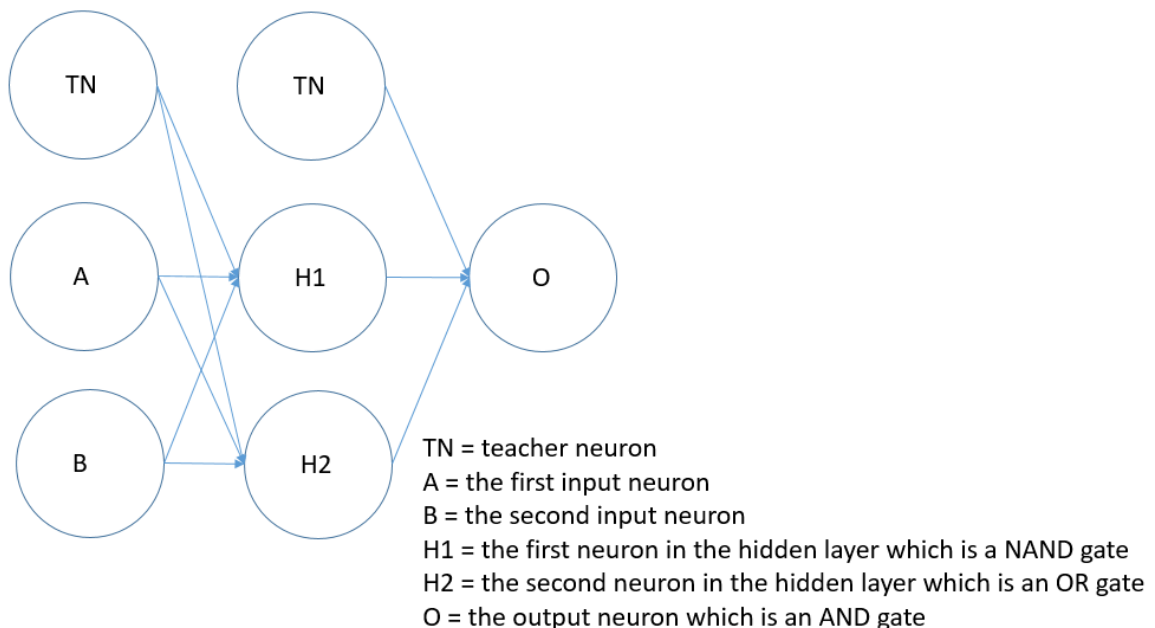 TN
TN
A
H1
O
B
H2
TN = teacher neuron
A = the first input neuron
B = the second input neuron
H1 = the first neuron in the hidden layer which is a NAND gate
H2 = the second neuron in the hidden layer which is an OR gate
O = the output neuron which is an AND gate